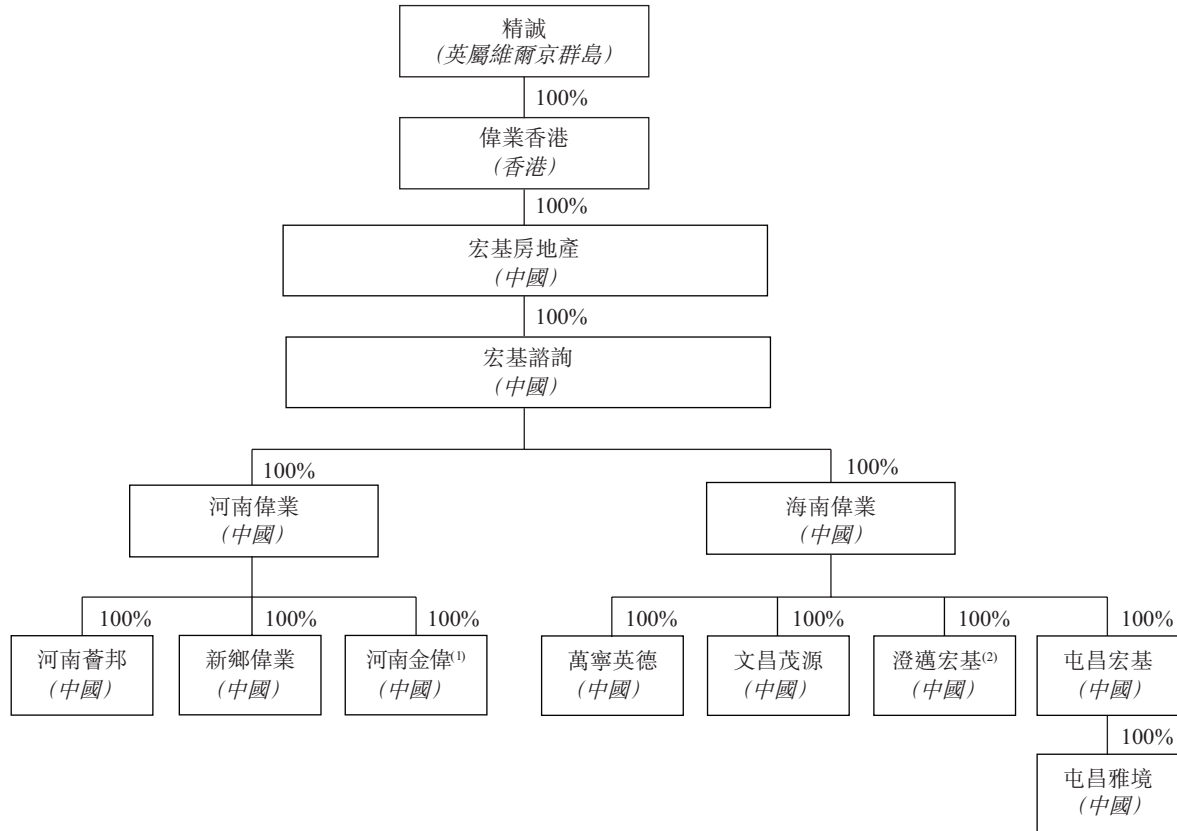 精誠
(英屬維爾京群島)
100%
偉業香港
(香港)
100%
宏基房地產
(中國)
100%
宏基諮詢
(中國)
100%
100%
河南偉業
(中國)
海南偉業
(中國)
100%
100%
100%
100%
100%
100%
100%
河南薈邦
(中國)
新鄉偉業
(中國)
河南金偉(1)
(中國)
萬寧英德
(中國)
文昌茂源
(中國)
澄邁宏基(2)
(中國)
屯昌宏基
(中國)
100%
屯昌雅境
(中國)